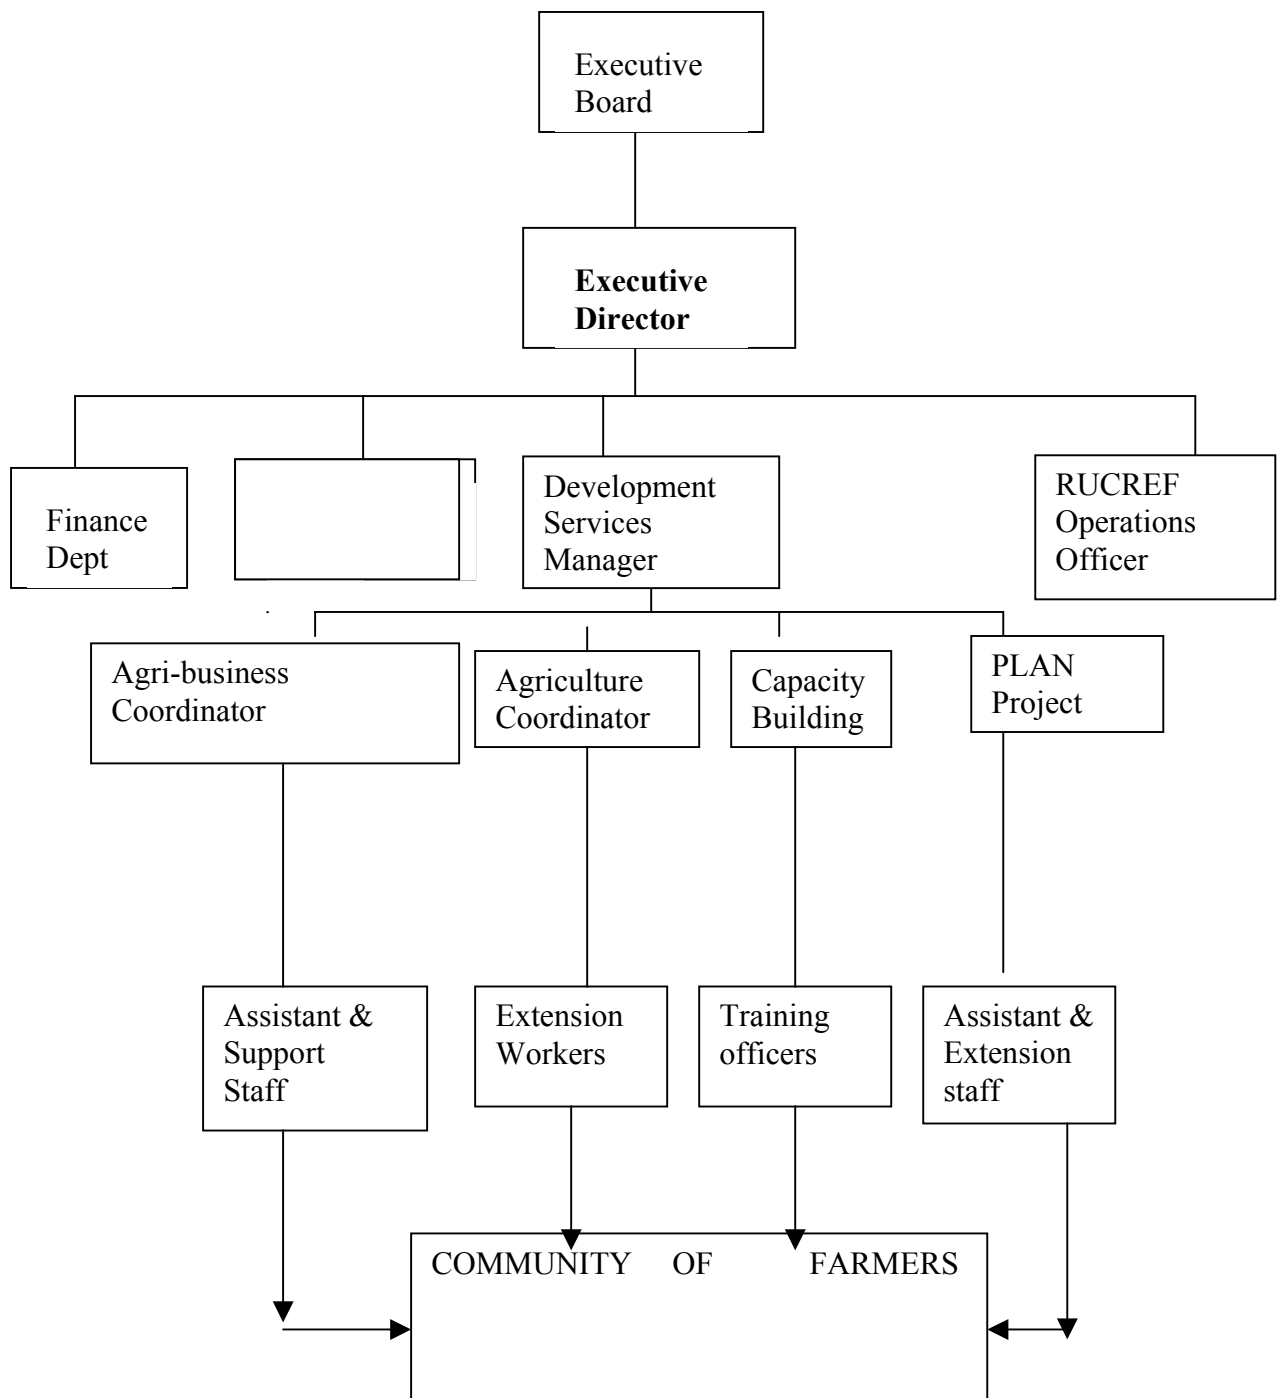 Executive
Board
Executive
Director
Finance
Dept
Development
Services
Manager
RUCREF
Operations
Officer
Agri-business
Coordinator
Agriculture
Coordinator
Capacity
Building
PLAN
Project
Assistant &
Support
Staff
Extension
Workers
Training
officers
Assistant &
Extension
staff
COMMUNITY OF FARMERS